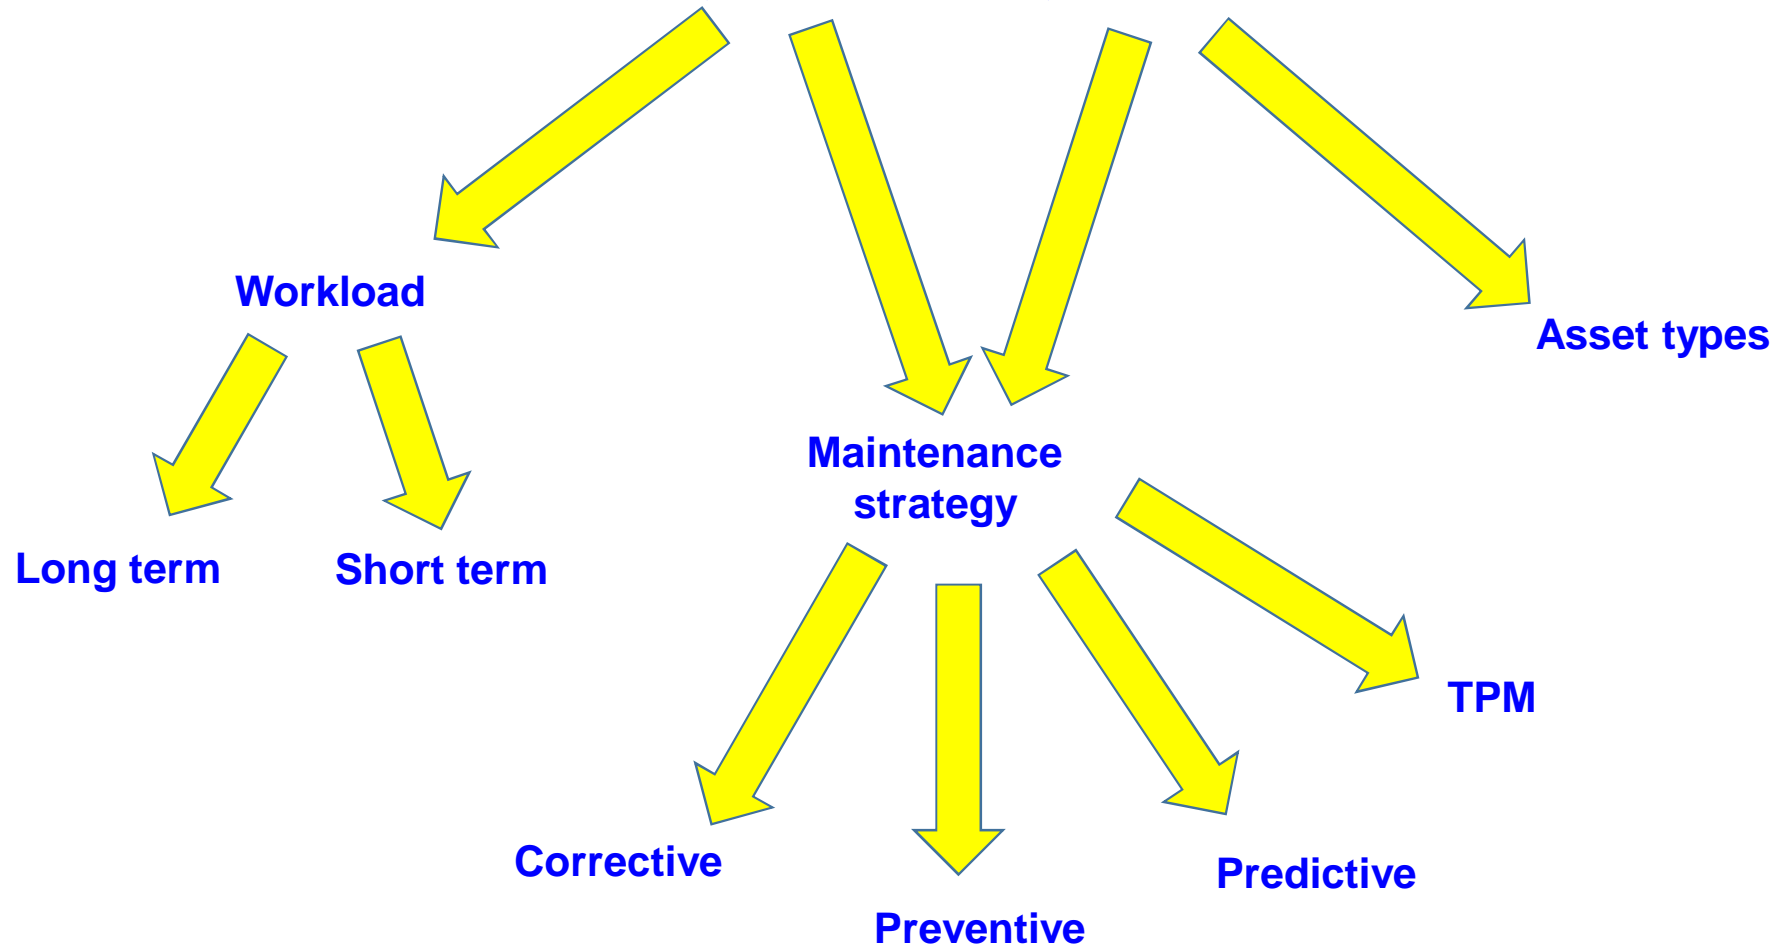 Workload
Asset types
Maintenance
strategy
Long term
Short term
TPM
Corrective
Predictive
Preventive